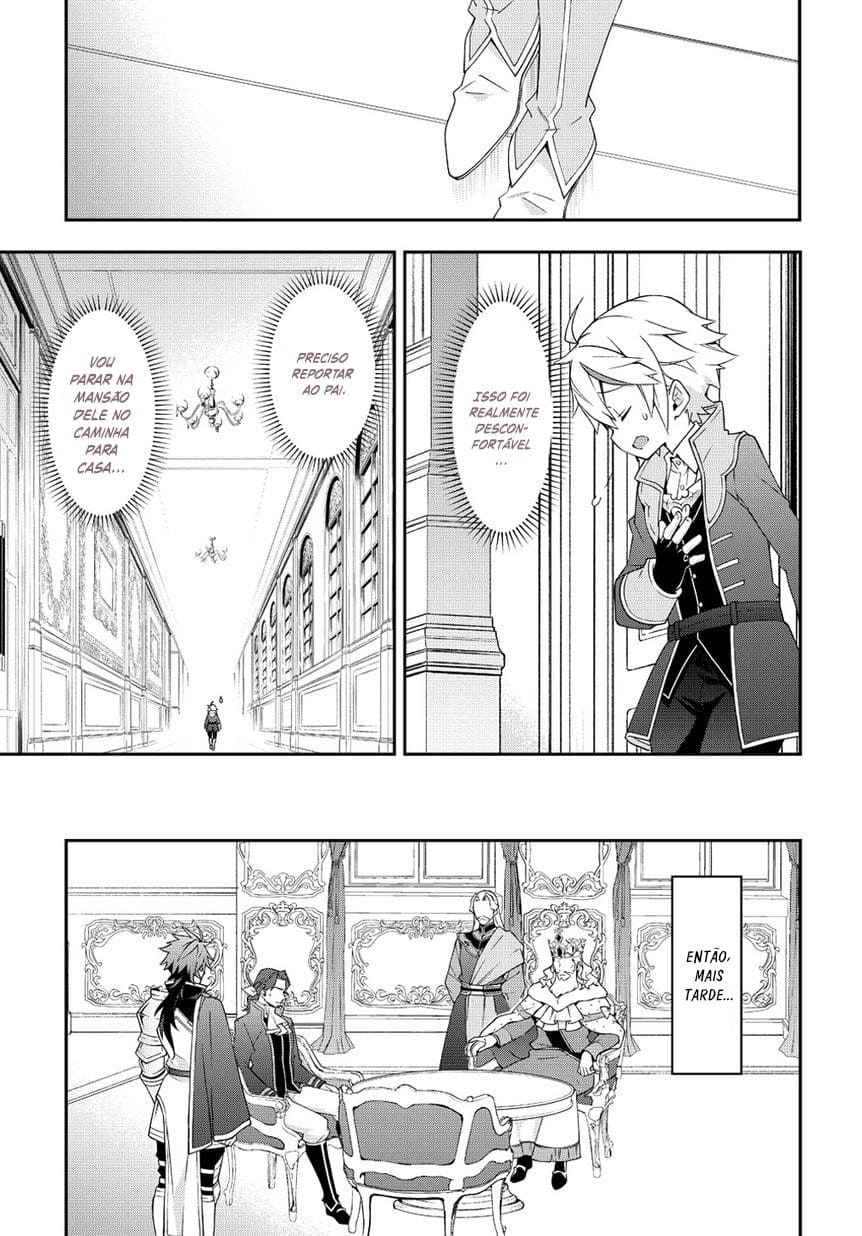 ISSO FOI
REALMENTE
DESCON-
FORTÁVEL
...
PRECISO
REPORTAR
AO PAI.
VOU
PARAR NA
MANSÃO
DELE NO
CAMINHA
PARA
CASA...
ENTÃO,
MAIS
TARDE...